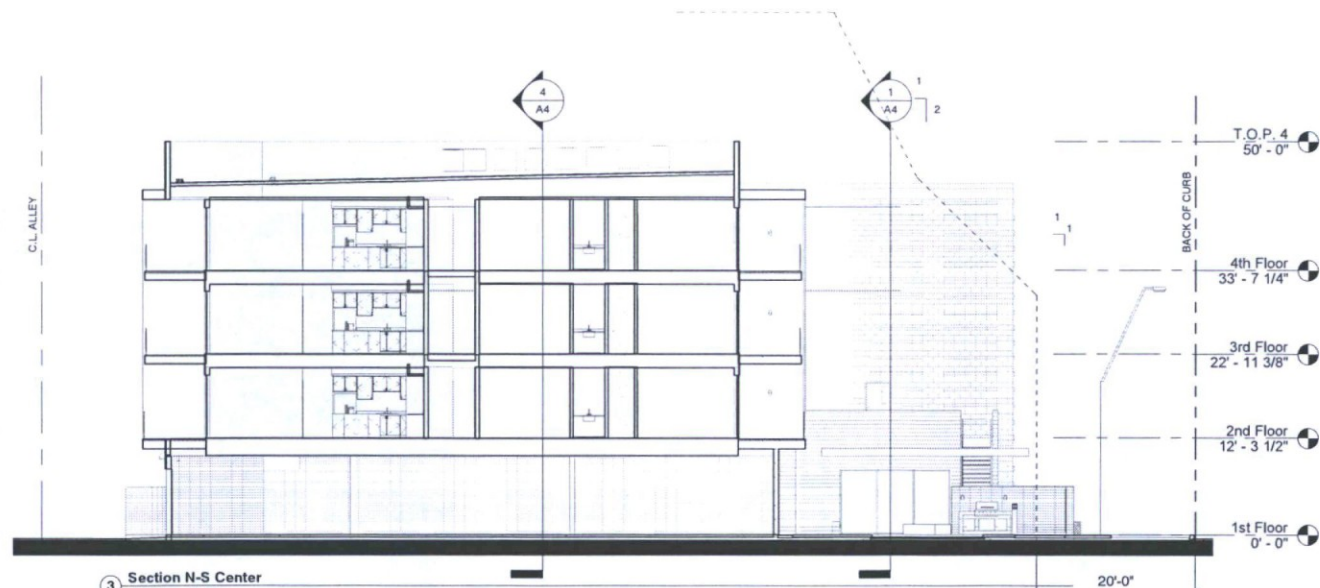 4
A4
1
A4
1
2
T.O.P. 4
50' - 0"
C.L. ALLEY
BACK OF CURB
1
1
4th Floor
33' - 7 1/4"
3rd Floor
22' - 11 3/8"
2nd Floor
12' - 3 1/2"
1st Floor
0' - 0"
3 Section N-S Center
20'-0"